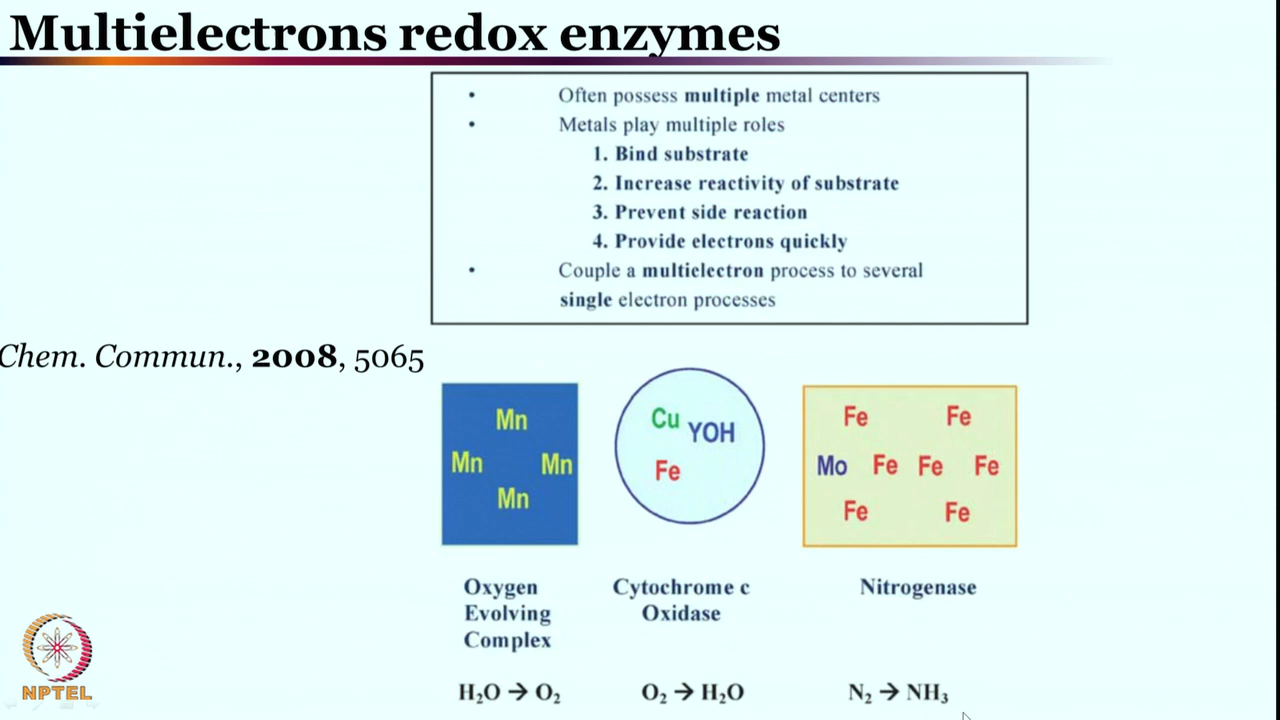 Multielectrons redox enzymes
• Often possess multiple metal centers
• Metals play multiple roles
1. Bind substrate
2. Increase reactivity of substrate
3. Prevent side reaction
4. Provide electrons quickly
• Couple a multielectron process to several
single electron processes
Chem. Commun., 2008, 5065
Mn
Mn Mn
Mn
Cu YOH
Fe
Fe Fe
Mo Fe Fe Fe
Fe Fe
Oxygen
Evolving
Complex
Cytochrome c
Oxidase
Nitrogenase
H₂O → O₂
O₂ → H₂O
N₂ → NH₃
NPTEL